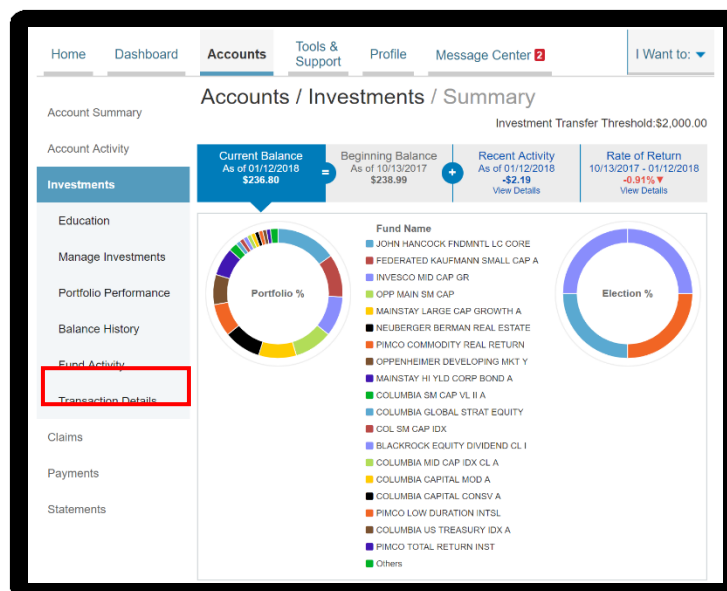 Home Dashboard Accounts Tools & Support Profile Message Center 2 I Want to:
Account Summary
Account Activity
Investments
Education
Manage Investments
Portfolio Performance
Balance History
Fund Activity
Transaction Details
Claims
Payments
Statements
Accounts / Investments / Summary
Investment Transfer Threshold:$2,000.00
Current Balance
As of 01/12/2018
$236.80
=
Beginning Balance
As of 10/13/2017
$238.99
+
Recent Activity
As of 01/12/2018
-$2.19
View Details
Rate of Return
10/13/2017 - 01/12/2018
-0.91%▼
View Details
Portfolio %
Fund Name
JOHN HANCOCK FNDMNTL LC CORE
FEDERATED KAUFMANN SMALL CAP A
INVESCO MID CAP GR
OPP MAIN SM CAP
MAINSTAY LARGE CAP GROWTH A
NEUBERGER BERMAN REAL ESTATE
PIMCO COMMODITY REAL RETURN
OPPENHEIMER DEVELOPING MKT Y
MAINSTAY HI YLD CORP BOND A
COLUMBIA SM CAP VL II A
COLUMBIA GLOBAL STRAT EQUITY
COL SM CAP IDX
BLACKROCK EQUITY DIVIDEND CL I
COLUMBIA MID CAP IDX CL A
COLUMBIA CAPITAL MOD A
COLUMBIA CAPITAL CONSV A
PIMCO LOW DURATION INTSL
COLUMBIA US TREASURY IDX A
PIMCO TOTAL RETURN INST
Others
Election %